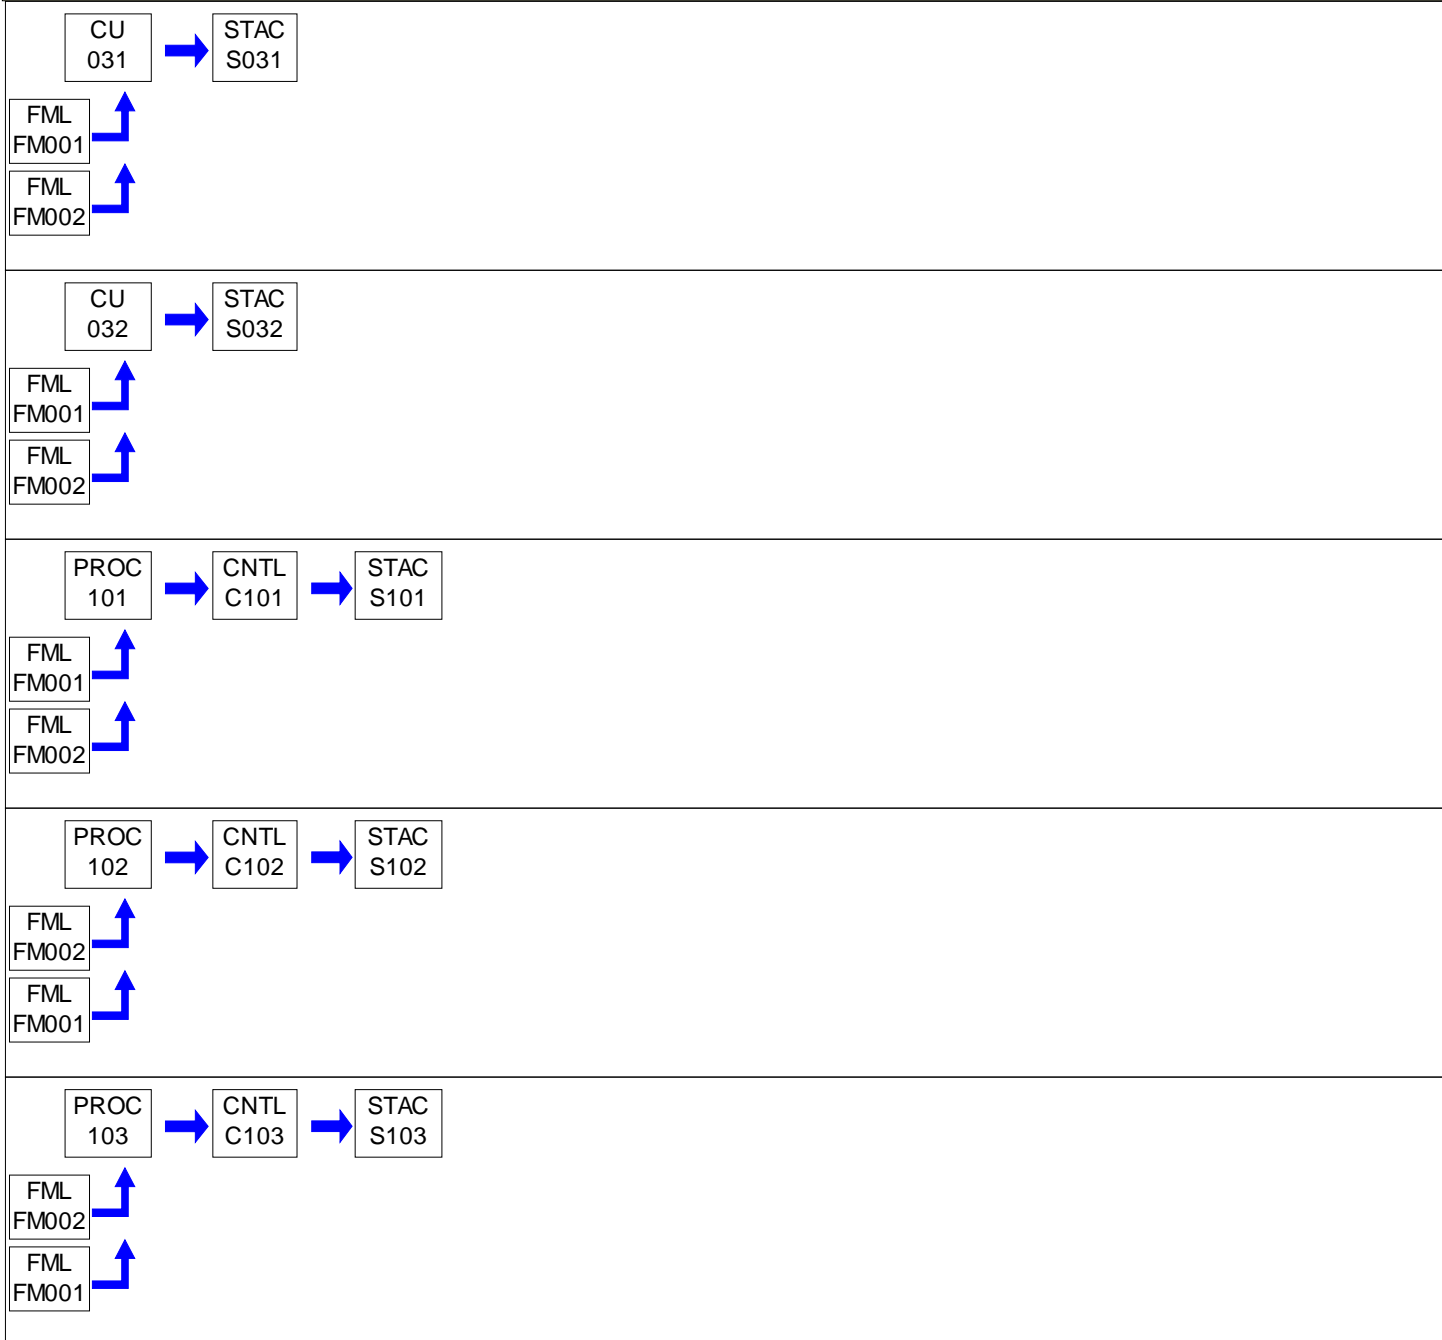 CU
031
STAC
S031
FML
FM001
FML
FM002
CU
032
STAC
S032
FML
FM001
FML
FM002
PROC
101
CNTL
C101
STAC
S101
FML
FM001
FML
FM002
PROC
102
CNTL
C102
STAC
S102
FML
FM002
FML
FM001
PROC
103
CNTL
C103
STAC
S103
FML
FM002
FML
FM001